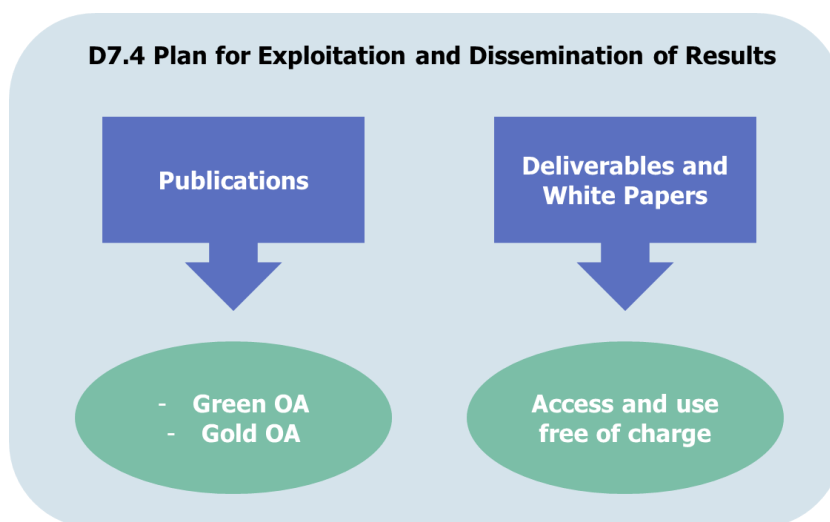 D7.4 Plan for Exploitation and Dissemination of Results
Publications
Deliverables and
White Papers
- Green OA
- Gold OA
Access and use
free of charge